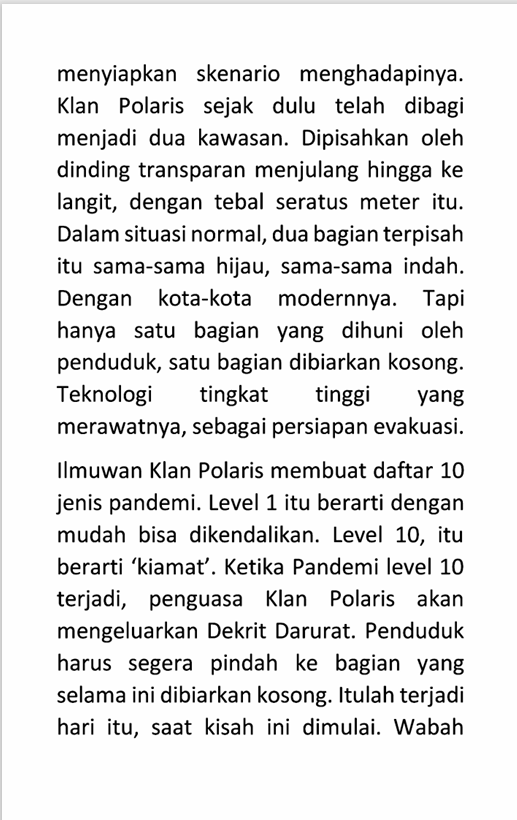 menyiapkan skenario menghadapinya.
Klan Polaris sejak dulu telah dibagi
menjadi dua kawasan. Dipisahkan oleh
dinding transparan menjulang hingga ke
langit, dengan tebal seratus meter itu.
Dalam situasi normal, dua bagian terpisah
itu sama-sama hijau, sama-sama indah.
Dengan kota-kota modernnya. Tapi
hanya satu bagian yang dihuni oleh
penduduk, satu bagian dibiarkan kosong.
Teknologi tingkat tinggi yang
merawatnya, sebagai persiapan evakuasi.
Ilmuwan Klan Polaris membuat daftar 10
jenis pandemi. Level 1 itu berarti dengan
mudah bisa dikendalikan. Level 10, itu
berarti ‘kiamat’. Ketika Pandemi level 10
terjadi, penguasa Klan Polaris akan
mengeluarkan Dekrit Darurat. Penduduk
harus segera pindah ke bagian yang
selama ini dibiarkan kosong. Itulah terjadi
hari itu, saat kisah ini dimulai. Wabah